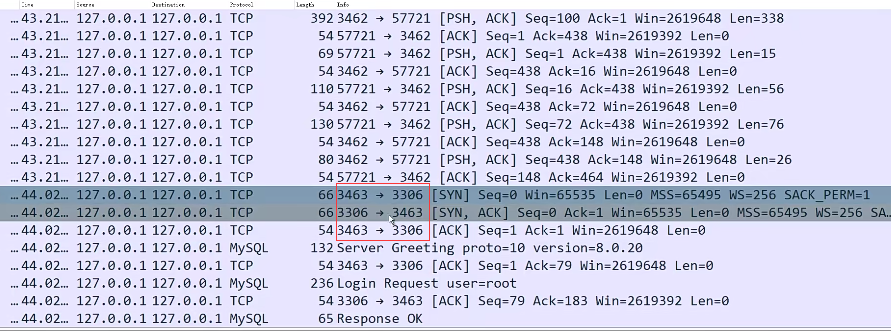 Time Source Destination Protocol Length Info
...43.21... 127.0.0.1 127.0.0.1 TCP 392 3462 → 57721 [PSH, ACK] Seq=100 Ack=1 Win=2619648 Len=338
...43.21... 127.0.0.1 127.0.0.1 TCP 54 57721 → 3462 [ACK] Seq=1 Ack=438 Win=2619392 Len=0
...43.21... 127.0.0.1 127.0.0.1 TCP 69 57721 → 3462 [PSH, ACK] Seq=1 Ack=438 Win=2619392 Len=15
...43.21... 127.0.0.1 127.0.0.1 TCP 54 3462 → 57721 [ACK] Seq=438 Ack=16 Win=2619648 Len=0
...43.21... 127.0.0.1 127.0.0.1 TCP 110 57721 → 3462 [PSH, ACK] Seq=16 Ack=438 Win=2619392 Len=56
...43.21... 127.0.0.1 127.0.0.1 TCP 54 3462 → 57721 [ACK] Seq=438 Ack=72 Win=2619648 Len=0
...43.21... 127.0.0.1 127.0.0.1 TCP 130 57721 → 3462 [PSH, ACK] Seq=72 Ack=438 Win=2619392 Len=76
...43.21... 127.0.0.1 127.0.0.1 TCP 54 3462 → 57721 [ACK] Seq=438 Ack=148 Win=2619648 Len=0
...43.21... 127.0.0.1 127.0.0.1 TCP 80 3462 → 57721 [PSH, ACK] Seq=438 Ack=148 Win=2619648 Len=26
...43.21... 127.0.0.1 127.0.0.1 TCP 54 57721 → 3462 [ACK] Seq=148 Ack=464 Win=2619392 Len=0
...44.02... 127.0.0.1 127.0.0.1 TCP 66 3463 → 3306 [SYN] Seq=0 Win=65535 Len=0 MSS=65495 WS=256 SACK_PERM=1
...44.02... 127.0.0.1 127.0.0.1 TCP 66 3306 → 3463 [SYN, ACK] Seq=0 Ack=1 Win=65535 Len=0 MSS=65495 WS=256 SA...
...44.02... 127.0.0.1 127.0.0.1 TCP 54 3463 → 3306 [ACK] Seq=1 Ack=1 Win=2619648 Len=0
...44.02... 127.0.0.1 127.0.0.1 MySQL 132 Server Greeting proto=10 version=8.0.20
...44.02... 127.0.0.1 127.0.0.1 TCP 54 3463 → 3306 [ACK] Seq=1 Ack=79 Win=2619648 Len=0
...44.02... 127.0.0.1 127.0.0.1 MySQL 236 Login Request user=root
...44.02... 127.0.0.1 127.0.0.1 TCP 54 3306 → 3463 [ACK] Seq=79 Ack=183 Win=2619392 Len=0
...44.02... 127.0.0.1 127.0.0.1 MySQL 65 Response OK